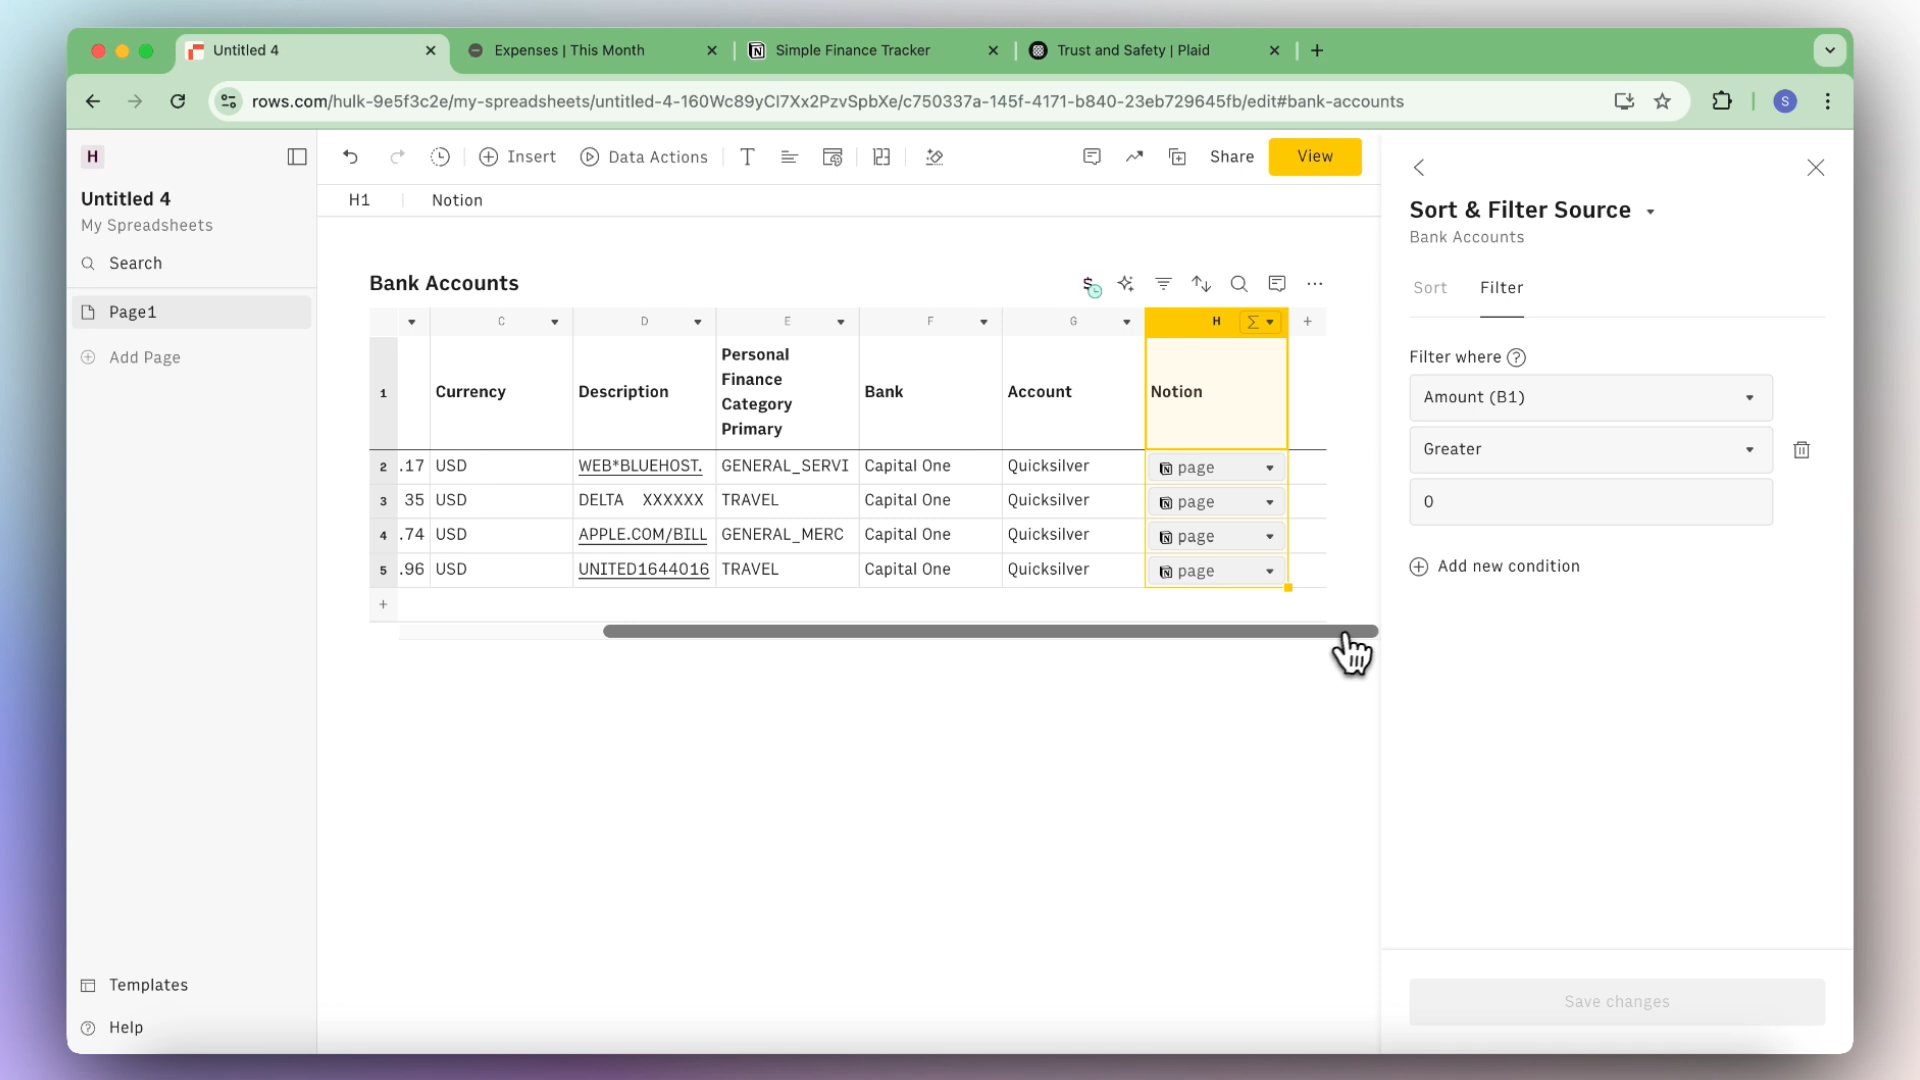 Untitled 4
Expenses | This Month
Simple Finance Tracker
Trust and Safety | Plaid
rows.com/hulk-9e5f3c2e/my-spreadsheets/untitled-4-160Wc89yCl7Xx2PzvSpbXe/c750337a-145f-4171-b840-23eb729645fb/edit#bank-accounts
S
H
Untitled 4
My Spreadsheets
Search
Page1
Add Page
Templates
Help
Insert
Data Actions
Share
View
H1
Notion
Bank Accounts
C D E F G H
1 Currency Description Personal Finance Category Primary Bank Account Notion
2 .17 USD WEB*BLUEHOST. GENERAL_SERVI Capital One Quicksilver page
3 35 USD DELTA XXXXXX TRAVEL Capital One Quicksilver page
4 .74 USD APPLE.COM/BILL GENERAL_MERC Capital One Quicksilver page
5 .96 USD UNITED1644016 TRAVEL Capital One Quicksilver page
Sort & Filter Source
Bank Accounts
Sort Filter
Filter where
Amount (B1)
Greater
0
Add new condition
Save changes